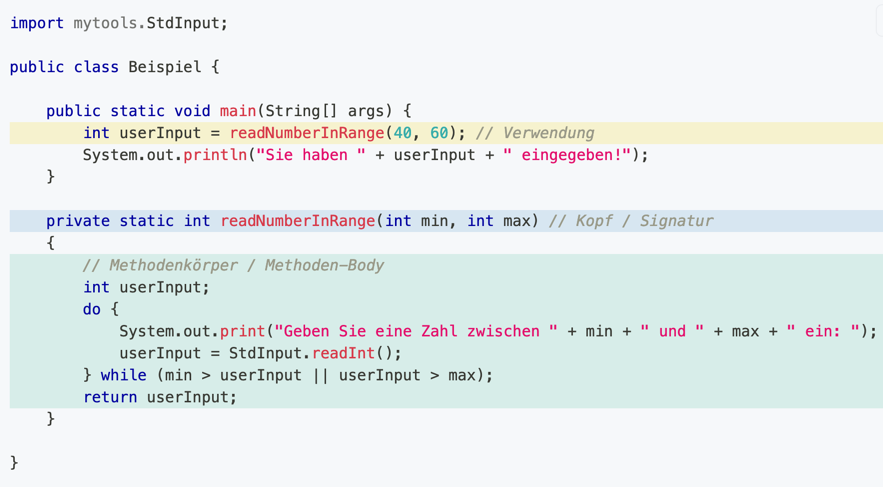 import mytools.StdInput;
public class Beispiel {
public static void main(String[] args) {
int userInput = readNumberInRange(40, 60); // Verwendung
System.out.println("Sie haben " + userInput + " eingegeben!");
}
private static int readNumberInRange(int min, int max) // Kopf / Signatur
{
// Methodenkörper / Methoden-Body
int userInput;
do {
System.out.print("Geben Sie eine Zahl zwischen " + min + " und " + max + " ein: ");
userInput = StdInput.readInt();
} while (min > userInput || userInput > max);
return userInput;
}
}